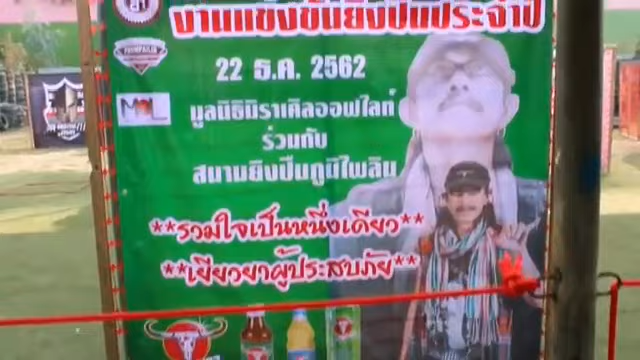 งานแข่งขันยิงปืนประจำปี
22 ธ.ค. 2562
มูลนิธิมิราเคิลออฟไลท์
ร่วมกับ
สนามยิงปืนภูมิไพลิน
**รวมใจเป็นหนึ่งเดียว**
**เยียวยาผู้ประสบภัย**